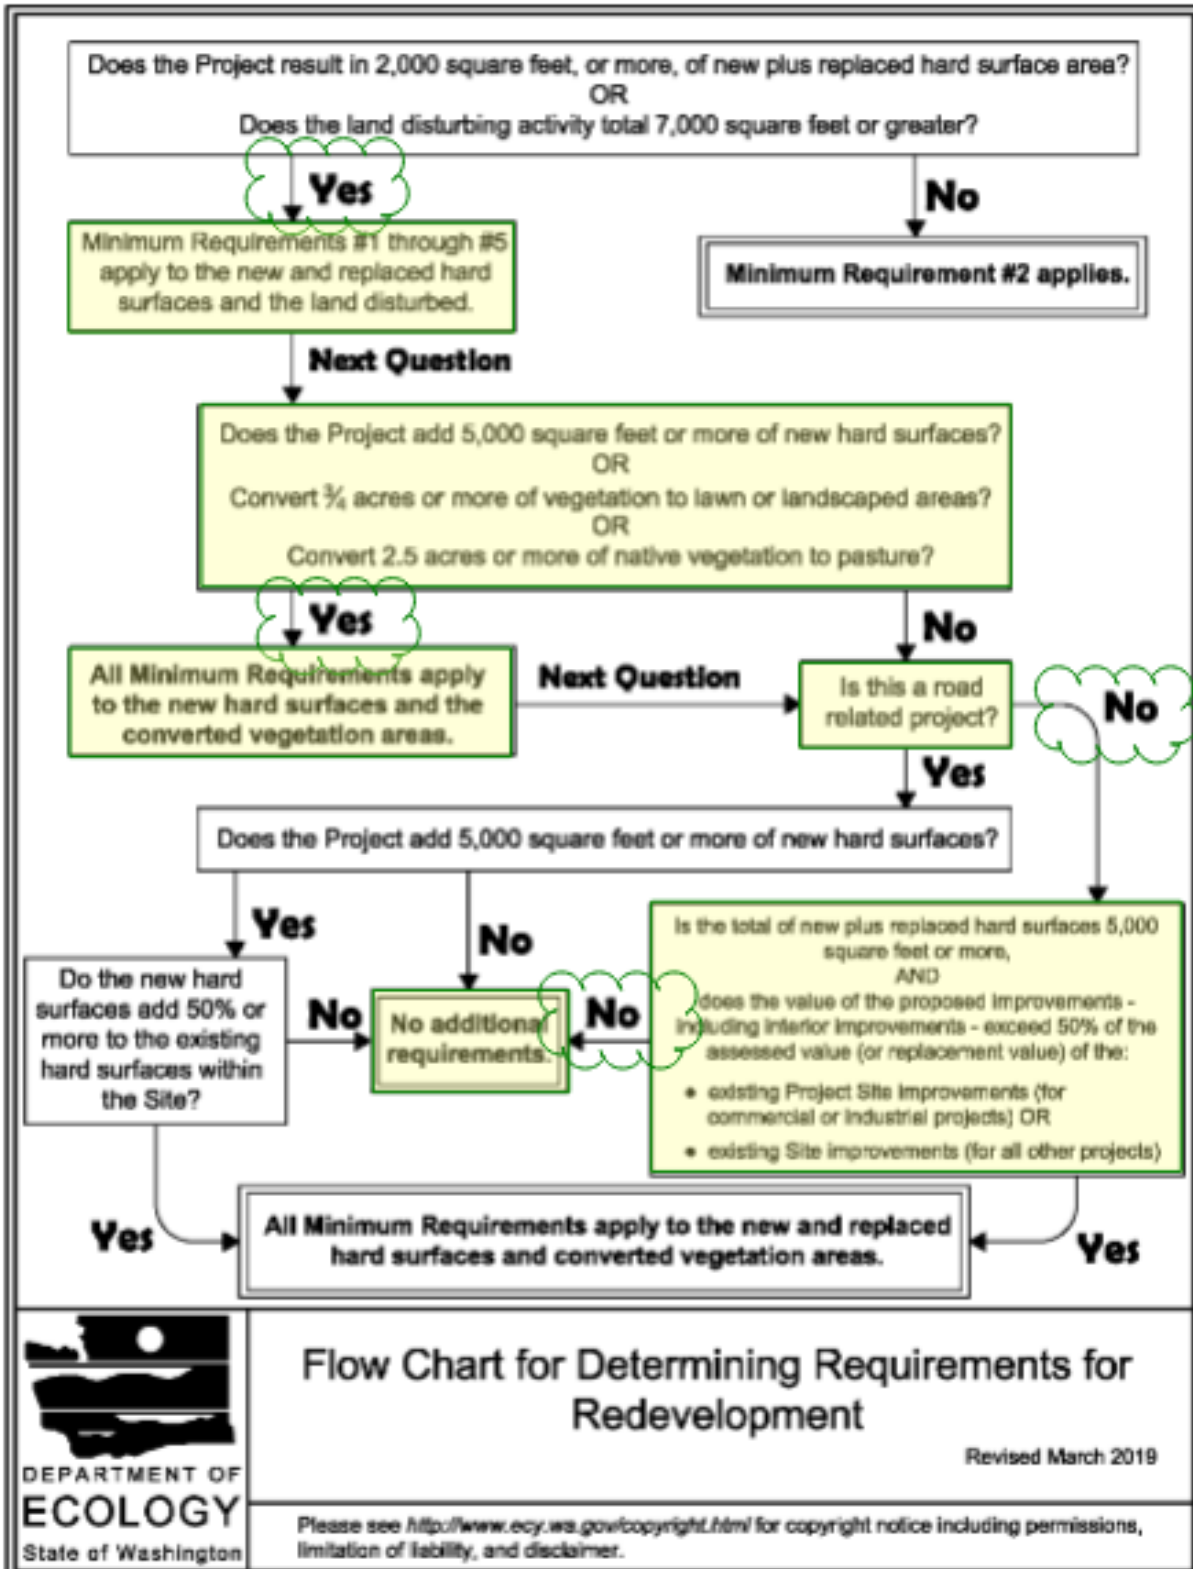 Does the Project result in 2,000 square feet, or more, of new plus replaced hard surface area?
OR
Does the land disturbing activity total 7,000 square feet or greater?
Yes
No
Minimum Requirements #1 through #5
apply to the new and replaced hard
surfaces and the land disturbed.
Minimum Requirement #2 applies.
Next Question
Does the Project add 5,000 square feet or more of new hard surfaces?
OR
Convert ¾ acres or more of vegetation to lawn or landscaped areas?
OR
Convert 2.5 acres or more of native vegetation to pasture?
Yes
No
All Minimum Requirements apply
to the new hard surfaces and the
converted vegetation areas.
Next Question
Is this a road
related project?
No
Yes
Does the Project add 5,000 square feet or more of new hard surfaces?
Yes
No
Do the new hard
surfaces add 50% or
more to the existing
hard surfaces within
the Site?
No
No additional
requirements.
No
Is the total of new plus replaced hard surfaces 5,000
square feet or more,
AND
does the value of the proposed improvements -
including interior improvements - exceed 50% of the
assessed value (or replacement value) of the:
• existing Project Site improvements (for
commercial or industrial projects) OR
• existing Site improvements (for all other projects)
Yes
All Minimum Requirements apply to the new and replaced
hard surfaces and converted vegetation areas.
Yes
DEPARTMENT OF
ECOLOGY
State of Washington
Flow Chart for Determining Requirements for
Redevelopment
Revised March 2019
Please see http://www.ecy.wa.gov/copyright.html for copyright notice including permissions,
limitation of liability, and disclaimer.